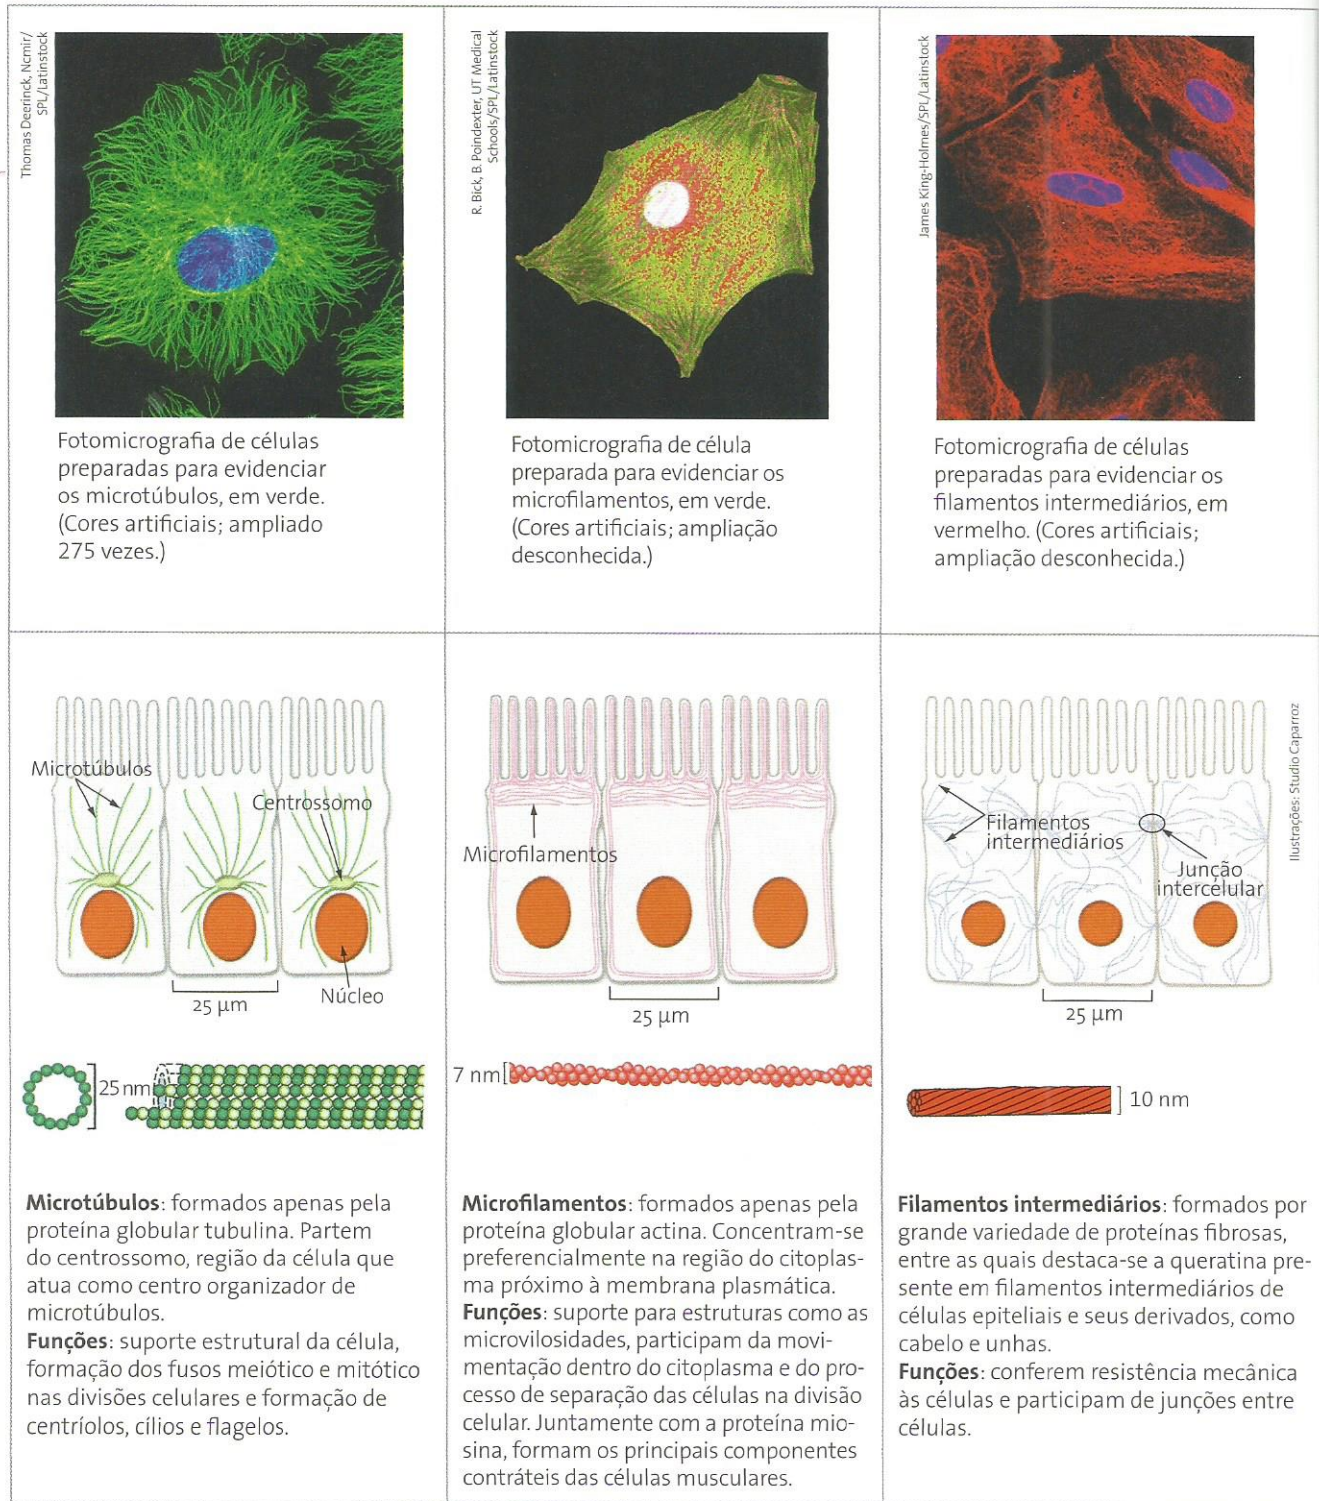 Thomas Deerinck, Ncmir/
SPL/Latinstock
Fotomicrografia de células
preparadas para evidenciar
os microtúbulos, em verde.
(Cores artificiais; ampliado
275 vezes.)
R. Bick, B. Poindexter, UT Medical
Schools/SPL/Latinstock
Fotomicrografia de célula
preparada para evidenciar os
microfilamentos, em verde.
(Cores artificiais; ampliação
desconhecida.)
James King-Holmes/SPL/Latinstock
Fotomicrografia de células
preparadas para evidenciar os
filamentos intermediários, em
vermelho. (Cores artificiais;
ampliação desconhecida.)
Microtúbulos
Centrossomo
Núcleo
25 µm
25 nm
Microtúbulos: formados apenas pela
proteína globular tubulina. Partem
do centrossomo, região da célula que
atua como centro organizador de
microtúbulos.
Funções: suporte estrutural da célula,
formação dos fusos meiótico e mitótico
nas divisões celulares e formação de
centríolos, cílios e flagelos.
Microfilamentos
25 µm
7 nm
Microfilamentos: formados apenas pela
proteína globular actina. Concentram-se
preferencialmente na região do citoplas-
ma próximo à membrana plasmática.
Funções: suporte para estruturas como as
microvilosidades, participam da movi-
mentação dentro do citoplasma e do pro-
cesso de separação das células na divisão
celular. Juntamente com a proteína mio-
sina, formam os principais componentes
contráteis das células musculares.
Filamentos
intermediários
Junção
intercelular
25 µm
10 nm
Ilustrações: Studio Caparroz
Filamentos intermediários: formados por
grande variedade de proteínas fibrosas,
entre as quais destaca-se a queratina pre-
sente em filamentos intermediários de
células epiteliais e seus derivados, como
cabelo e unhas.
Funções: conferem resistência mecânica
às células e participam de junções entre
células.